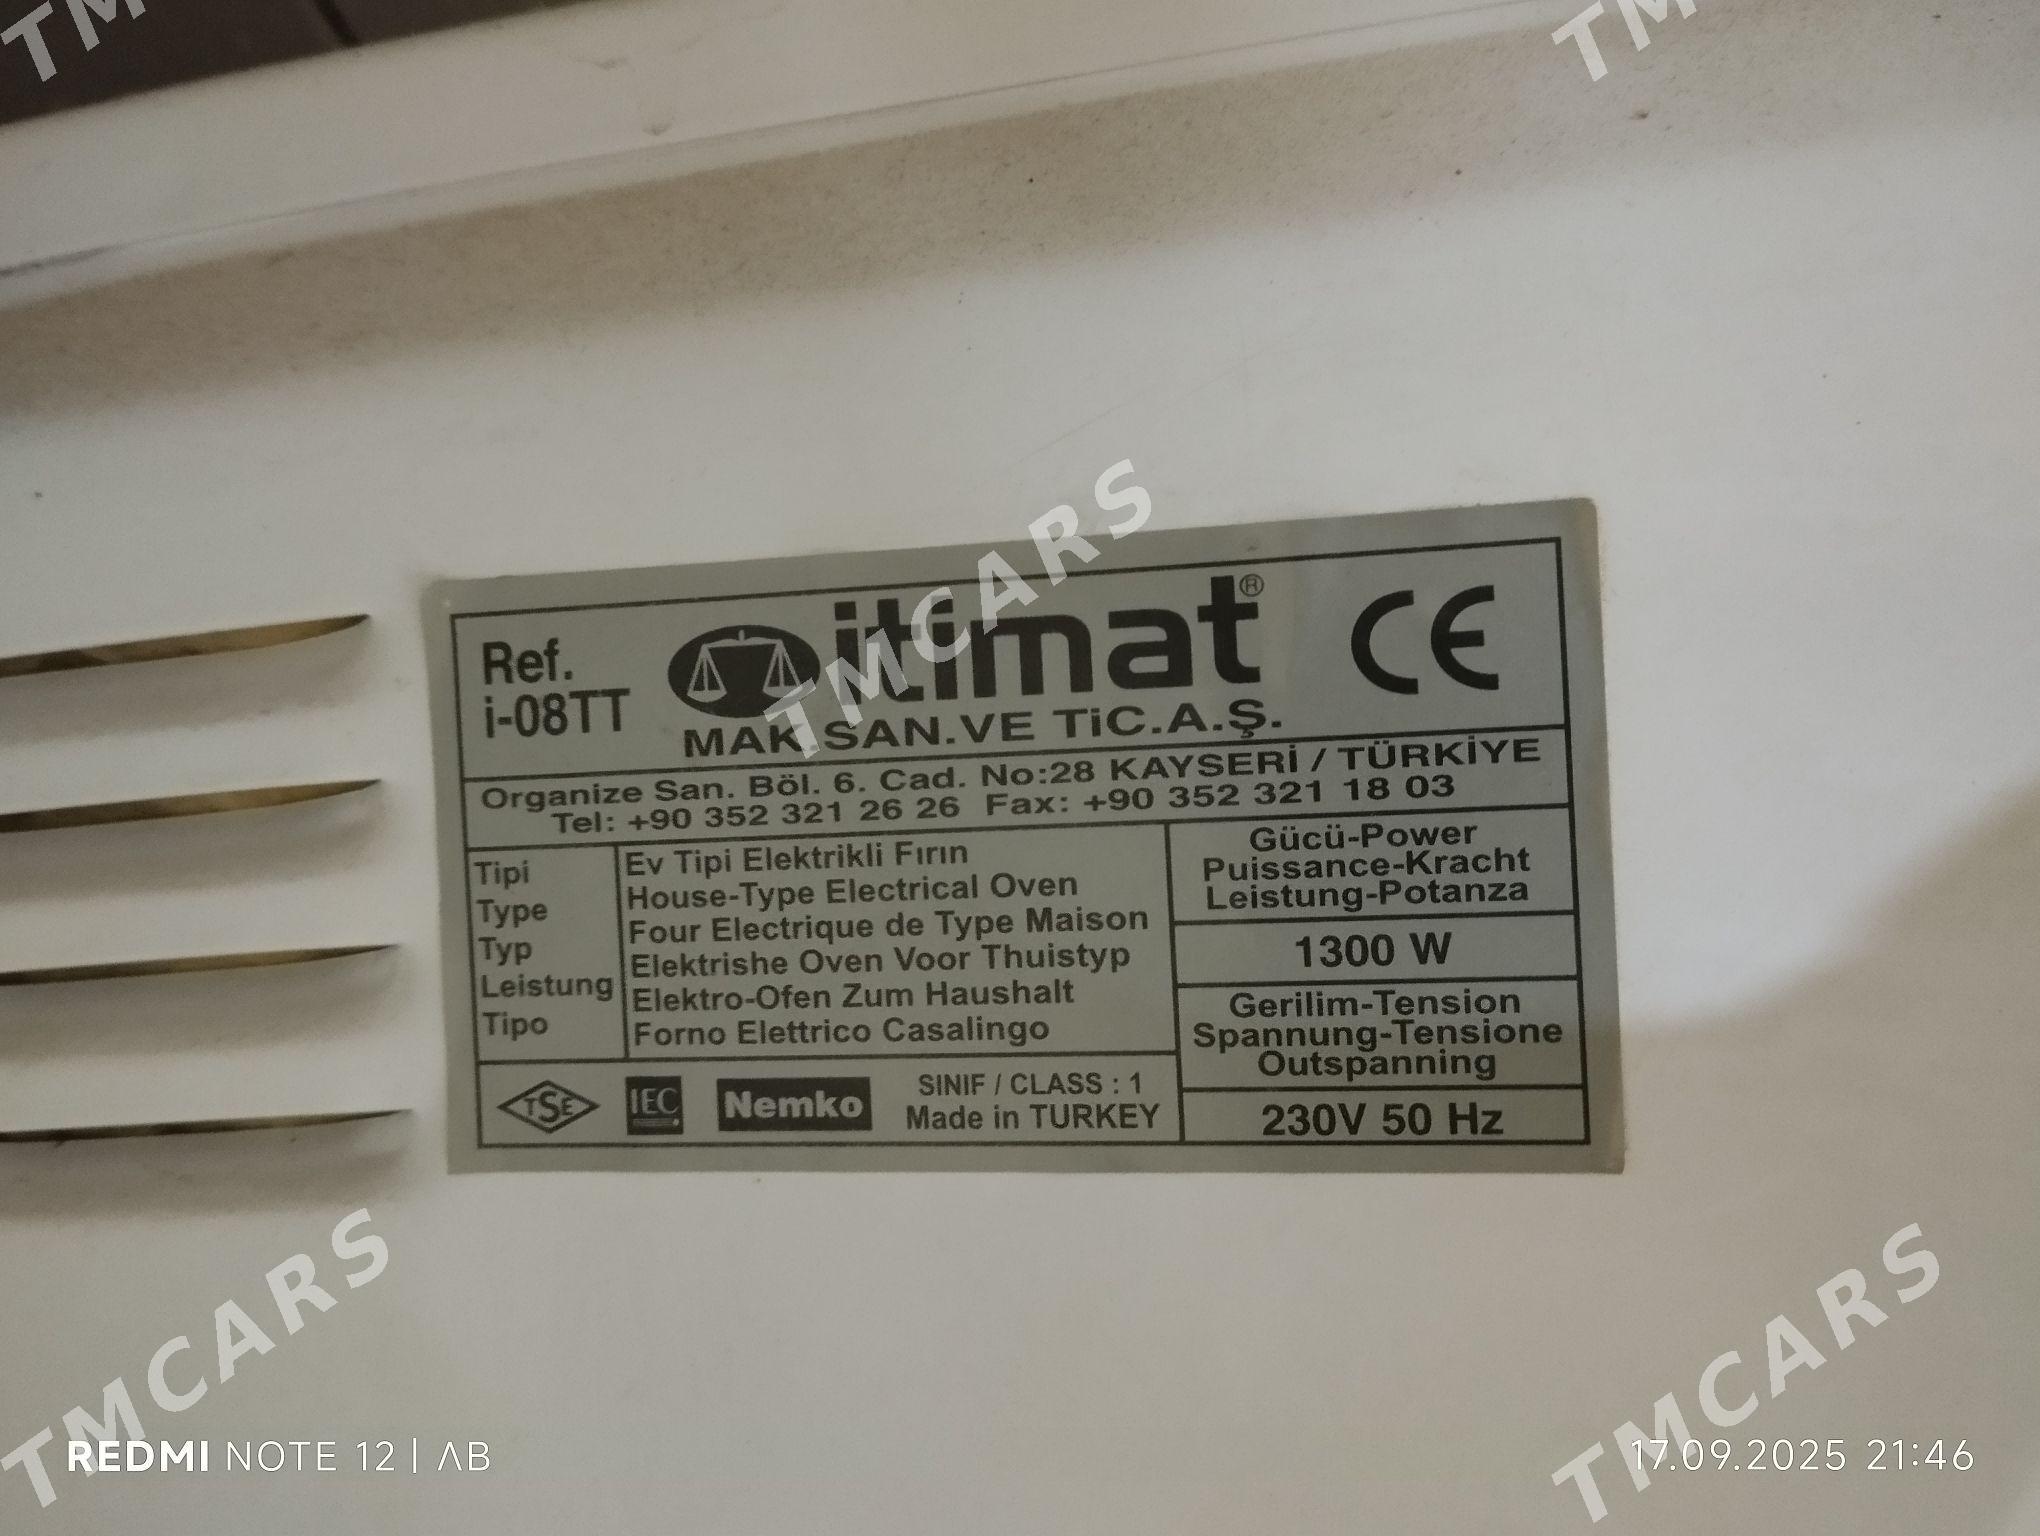 TM
TM
TMCARS
Ref.
i-08TT
itimat®
CE
MAK.SAN.VE TiC.A.Ş.
Organize San. Böl. 6. Cad. No:28 KAYSERİ / TÜRKİYE
Tel: +90 352 321 26 26 Fax: +90 352 321 18 03
Tipi
Type
Typ
Leistung
Tipo
Ev Tipi Elektrikli Fırın
House-Type Electrical Oven
Four Electrique de Type Maison
Elektrishe Oven Voor Thuistyp
Elektro-Ofen Zum Haushalt
Forno Elettrico Casalingo
Gücü-Power
Puissance-Kracht
Leistung-Potanza
1300 W
Gerilim-Tension
Spannung-Tensione
Outspanning
230V 50 Hz
TSE
IEC
Nemko
SINIF / CLASS : 1
Made in TURKEY
TMCARS
TMCARS
REDMI NOTE 12 | ΛB
17.09.2025 21:46